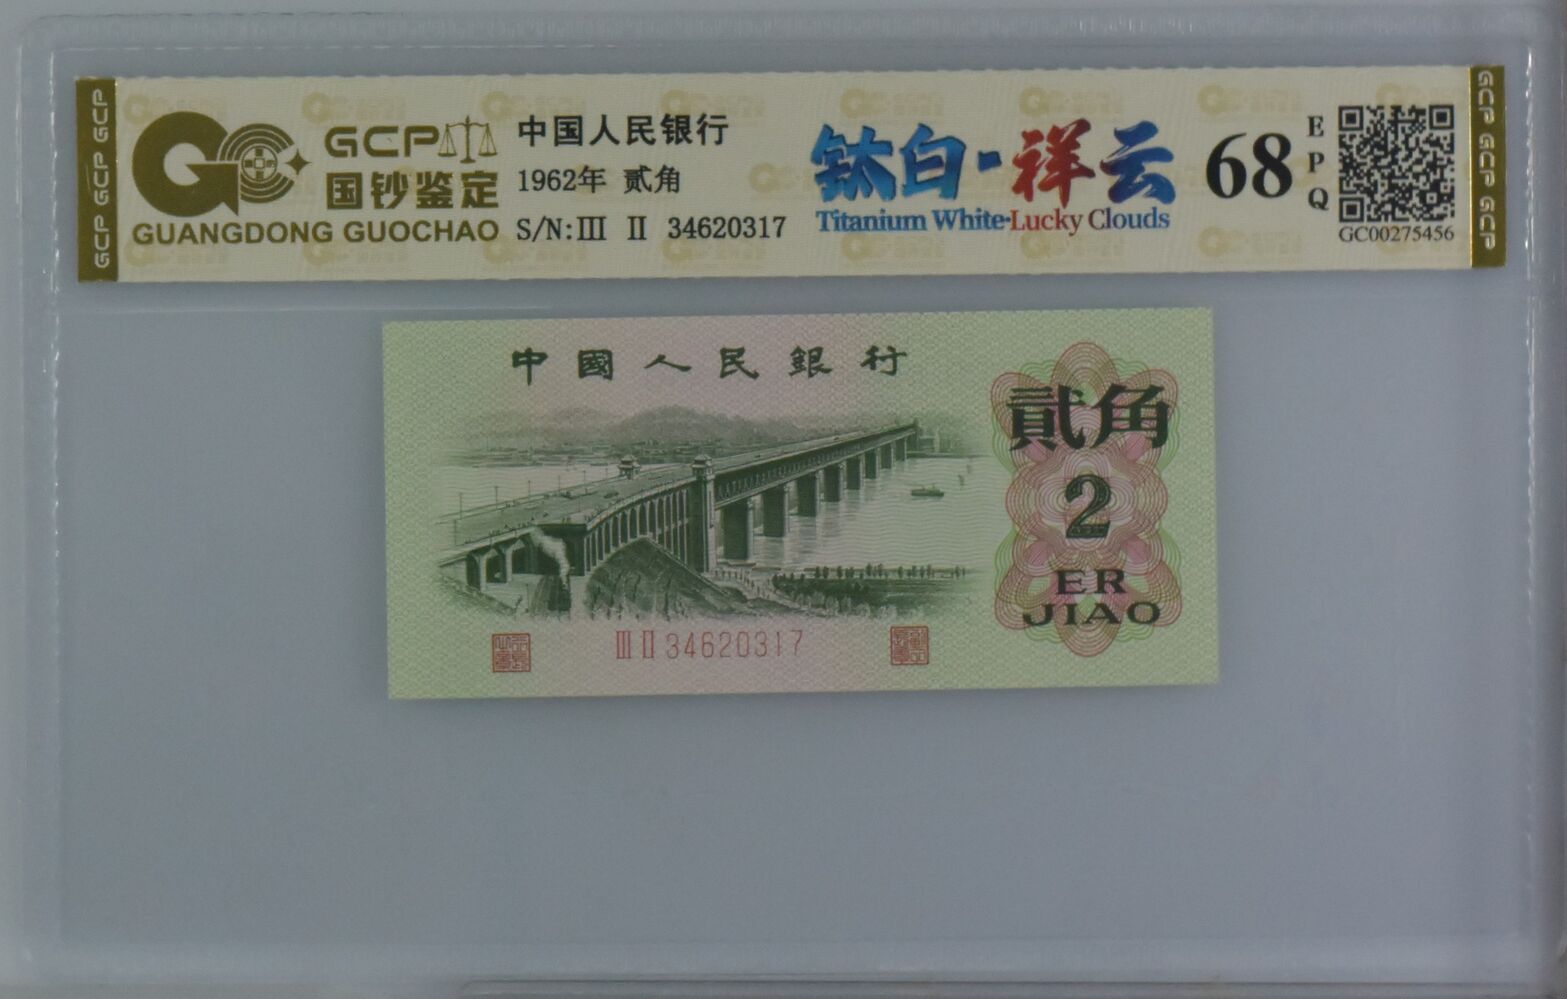 GCP GCP GCP
GCP
国钞鉴定
GUANGDONG GUOCHAO
中国人民银行
1962年 贰角
S/N:III II 34620317
钛白-祥云
Titanium White-Lucky Clouds
68
EPQ
GC00275456
GCP GCP GCP
中國人民銀行
貳角
2
ER
JIAO
III II 34620317